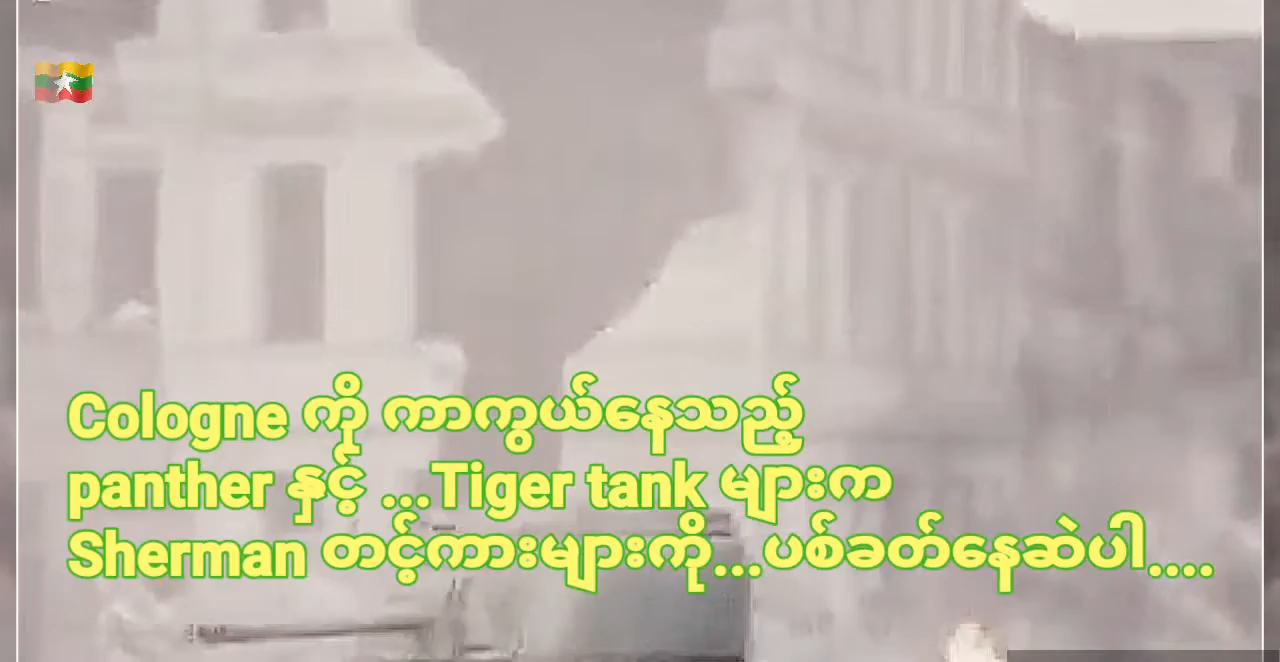 Cologne ကို ကာကွယ်နေသည့်
panther နှင့် ...Tiger tank များက
Sherman တင့်ကားများကို...ပစ်ခတ်နေဆဲပါ....